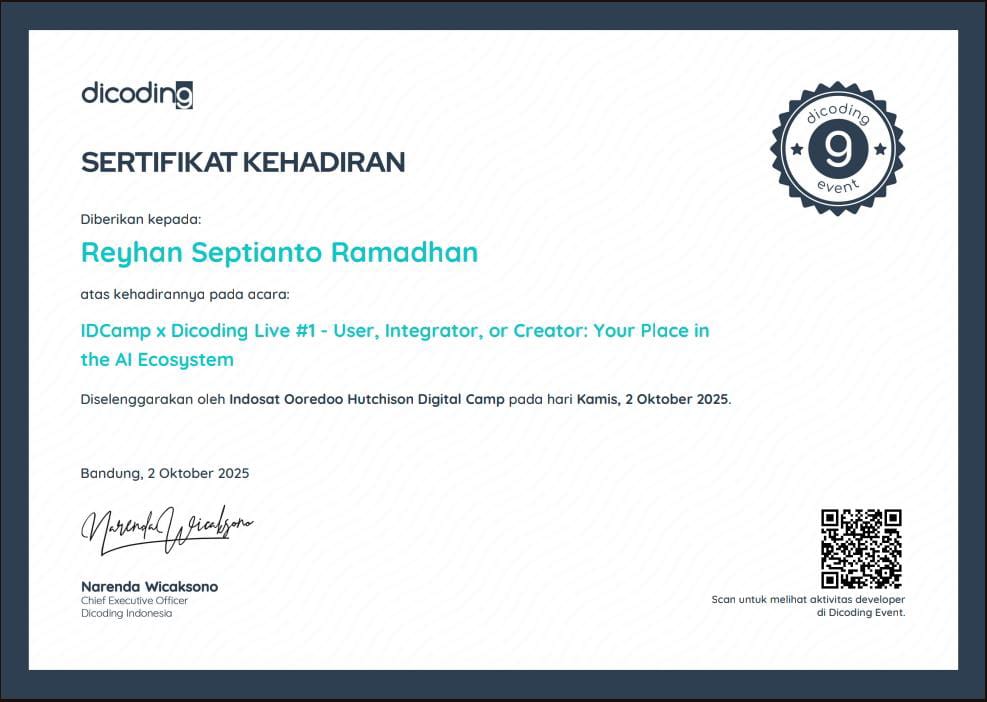 dicoding
dicoding
9
event
SERTIFIKAT KEHADIRAN
Diberikan kepada:
Reyhan Septianto Ramadhan
atas kehadirannya pada acara:
IDCamp x Dicoding Live #1 - User, Integrator, or Creator: Your Place in
the AI Ecosystem
Diselenggarakan oleh Indosat Ooredoo Hutchison Digital Camp pada hari Kamis, 2 Oktober 2025.
Bandung, 2 Oktober 2025
Narenda Wicaksono
Narenda Wicaksono
Chief Executive Officer
Dicoding Indonesia
Scan untuk melihat aktivitas developer
di Dicoding Event.